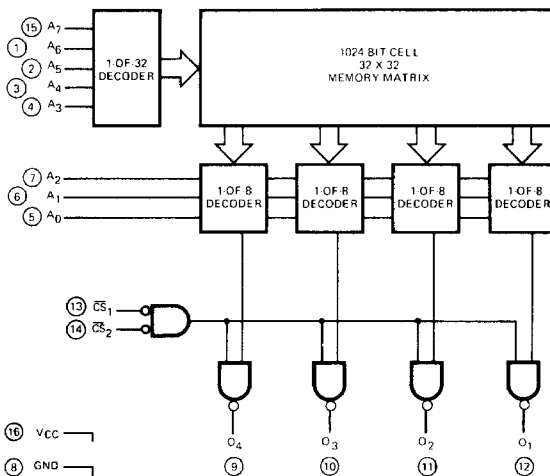 15 A7
1 A6
2 A5
3 A4
4 A3
1-OF-32
DECODER
1024 BIT CELL
32 X 32
MEMORY MATRIX
7 A2
6 A1
5 A0
1-OF-8
DECODER
1-OF-8
DECODER
1-OF-8
DECODER
1-OF-8
DECODER
13 C̅S̅1
14 C̅S̅2
16 VCC
8 GND
O4
9
O3
10
O2
11
O1
12